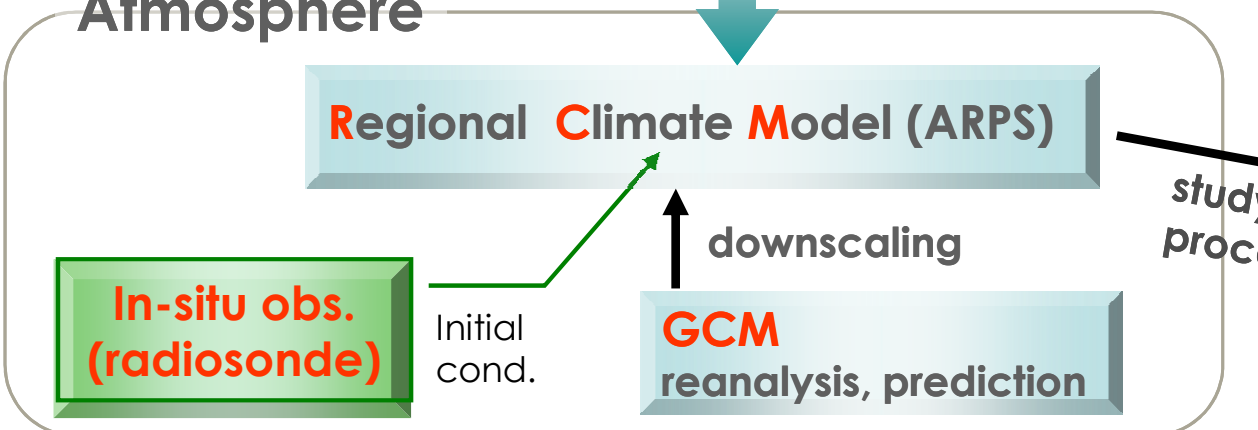 Atmosphere
Regional Climate Model (ARPS)
downscaling
In-situ obs.
(radiosonde)
Initial
cond.
GCM
reanalysis, prediction